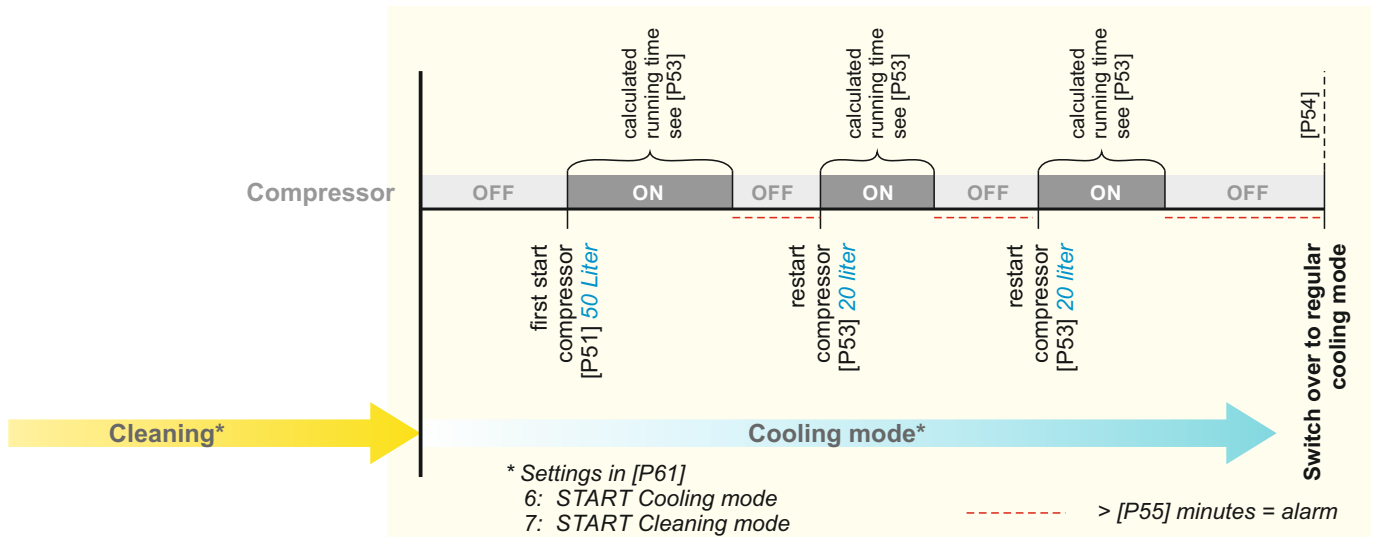 calculated
running time
see [P53]
calculated
running time
see [P53]
calculated
running time
see [P53]
[P54]
Compressor
OFF
ON
OFF
ON
OFF
ON
OFF
first start
compressor
[P51] 50 Liter
restart
compressor
[P53] 20 liter
restart
compressor
[P53] 20 liter
Switch over to regular
cooling mode
Cleaning*
Cooling mode*
* Settings in [P61]
6: START Cooling mode
7: START Cleaning mode
> [P55] minutes = alarm